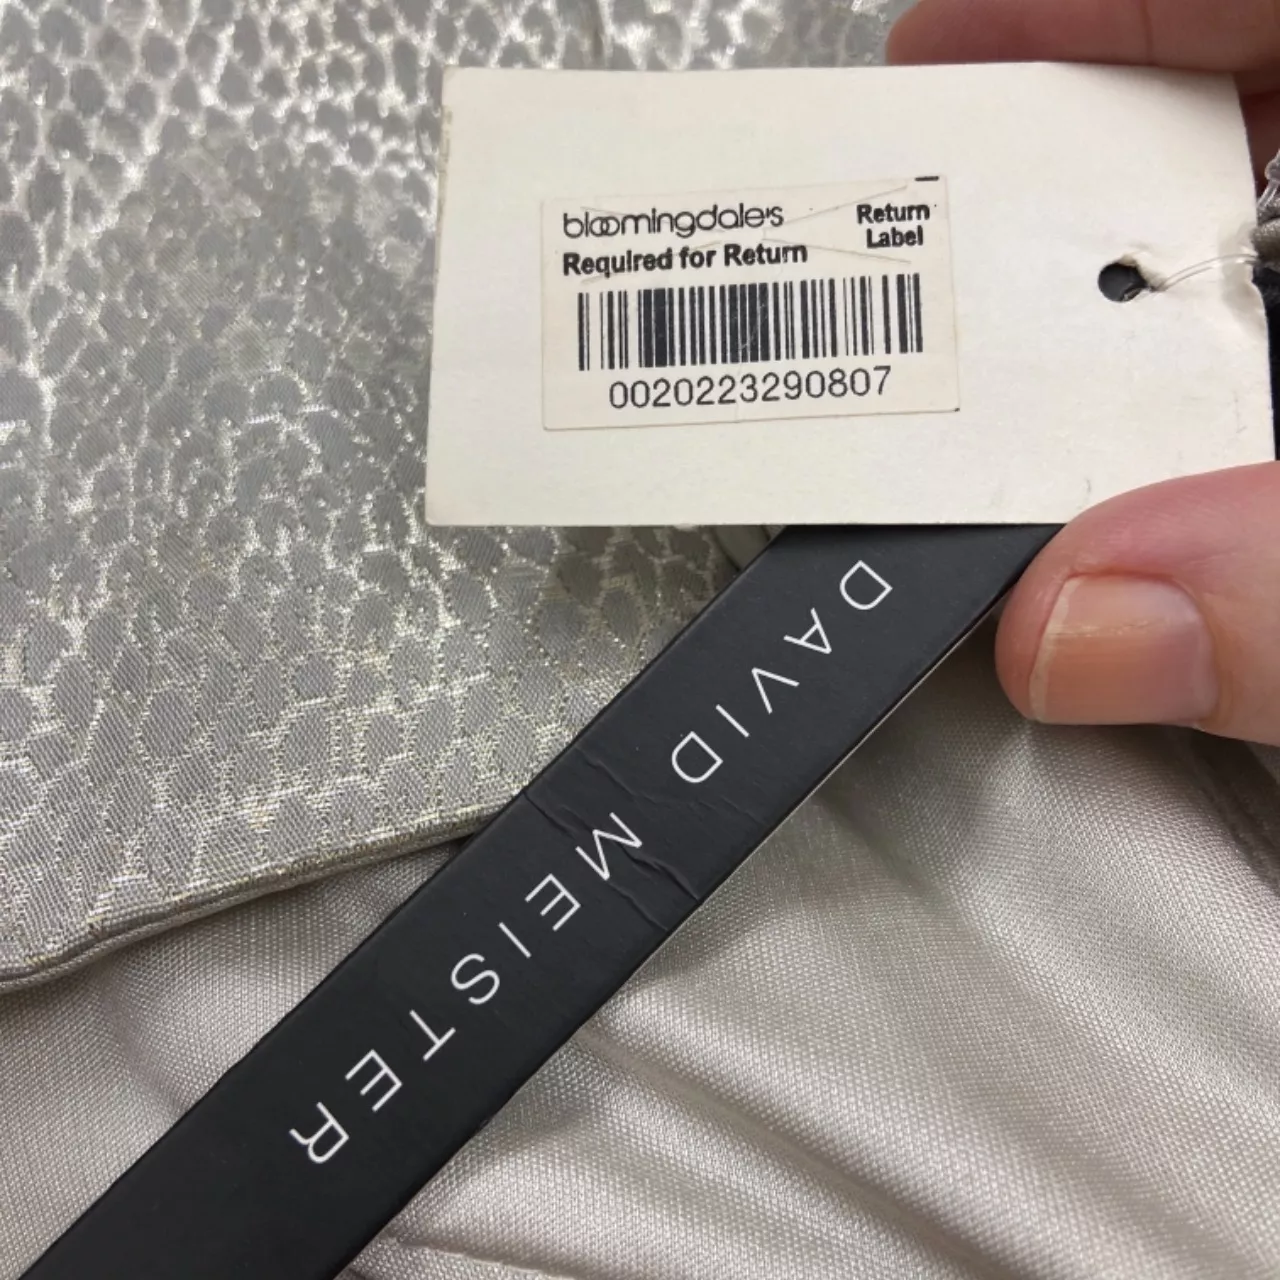 bloomingdale's
Required for Return
Return
Label
0020223290807
DAVID MEISTER